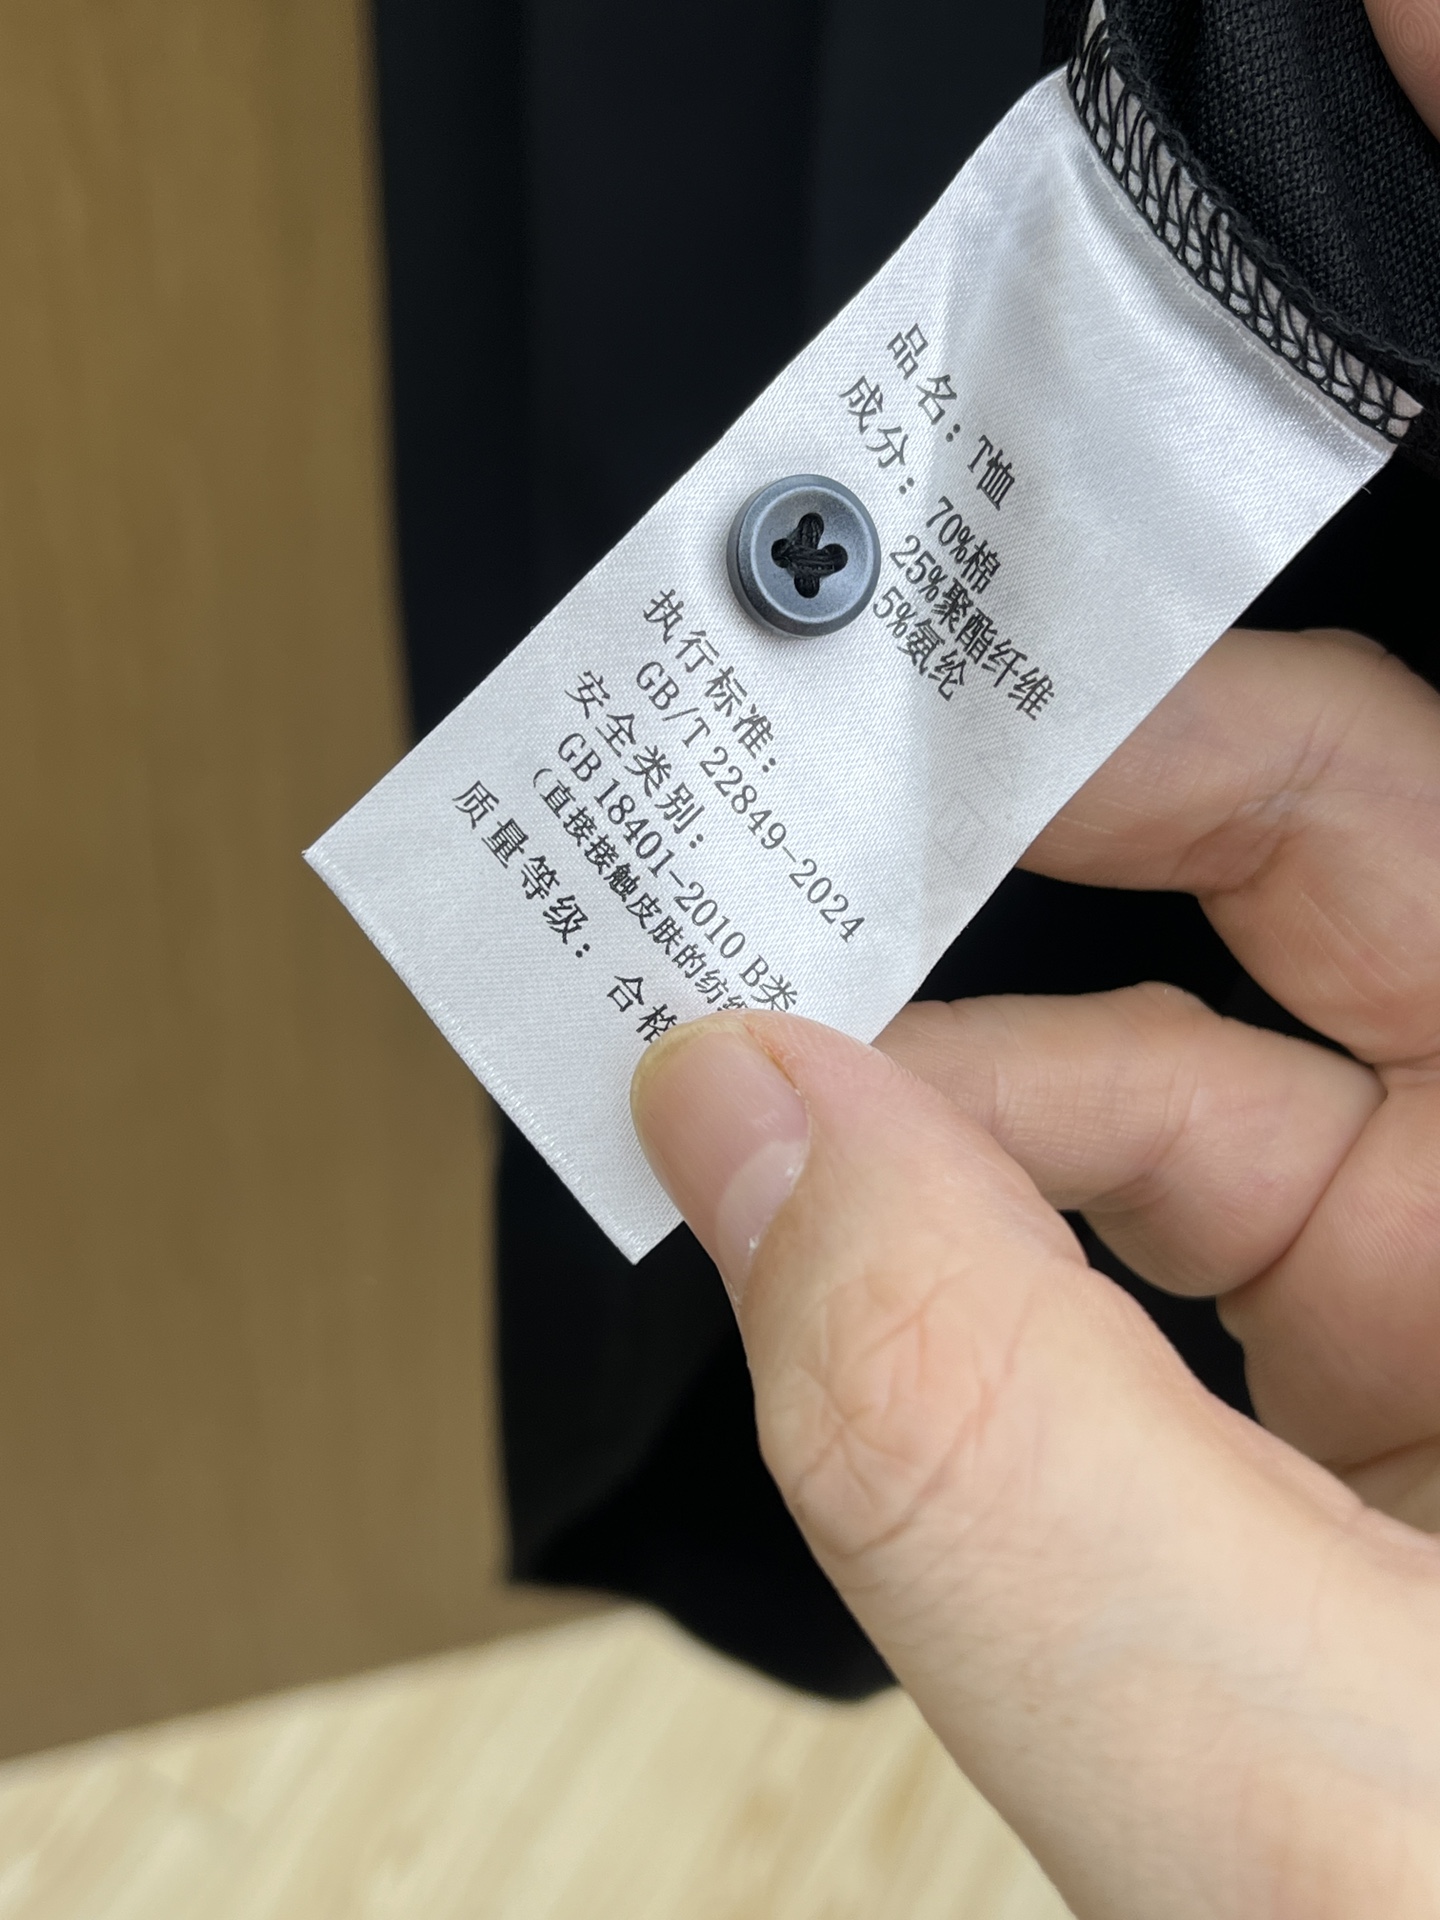 品名：T恤
成分：70%棉
25%聚酯纤维
5%氨纶
执行标准：
GB/T 22849-2024
安全类别：
GB 18401-2010 B类
（直接接触皮肤的纺
质量等级：合格